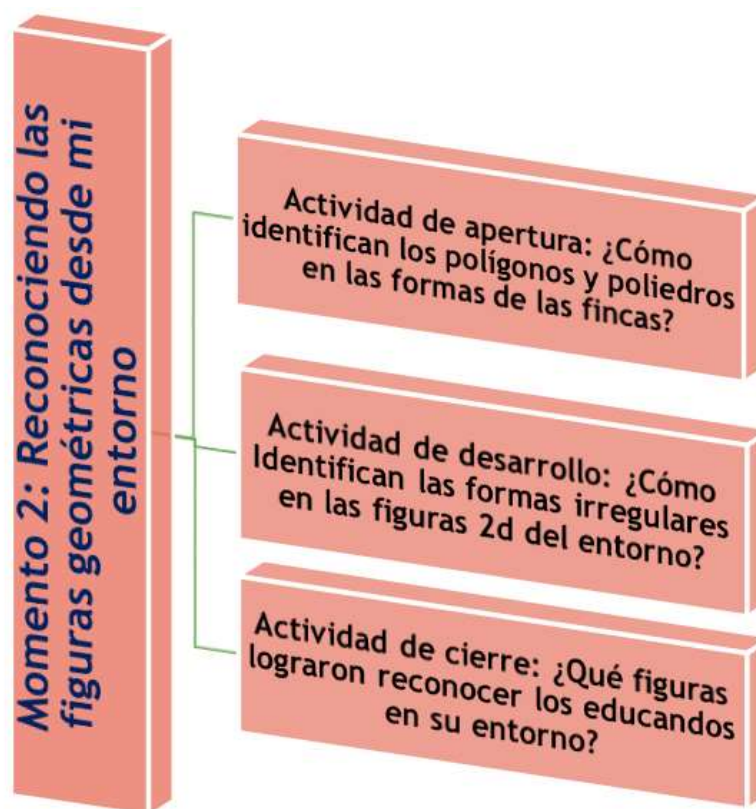 Momento 2: Reconociendo las
figuras geométricas desde mi
entorno
Actividad de apertura: ¿Cómo
identifican los polígonos y poliedros
en las formas de las fincas?
Actividad de desarrollo: ¿Cómo
Identifican las formas irregulares
en las figuras 2d del entorno?
Actividad de cierre: ¿Qué figuras
lograron reconocer los educandos
en su entorno?